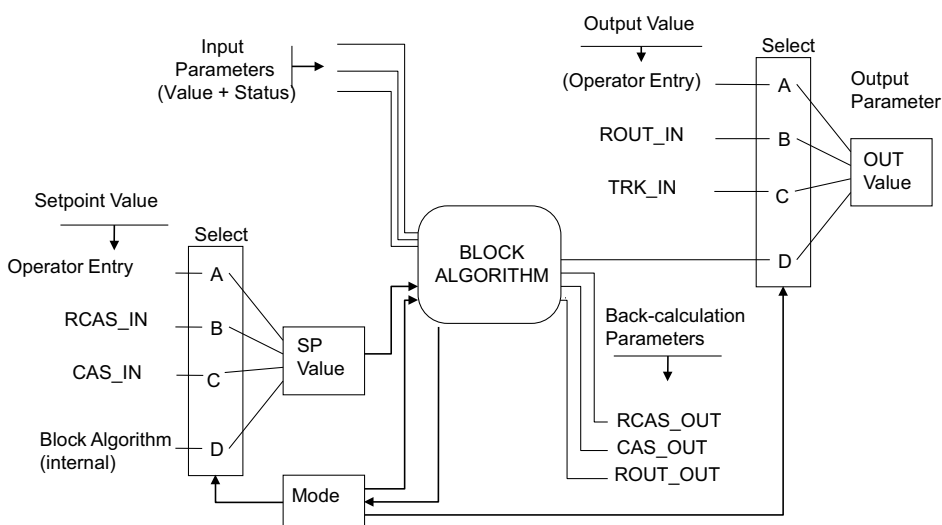 Input
Parameters
(Value + Status)
Output Value
(Operator Entry)
ROUT_IN
TRK_IN
Select
A
B
C
D
Output
Parameter
OUT
Value
Setpoint Value
Operator Entry
RCAS_IN
CAS_IN
Block Algorithm
(internal)
Select
A
B
C
D
SP
Value
BLOCK
ALGORITHM
Mode
Back-calculation
Parameters
RCAS_OUT
CAS_OUT
ROUT_OUT